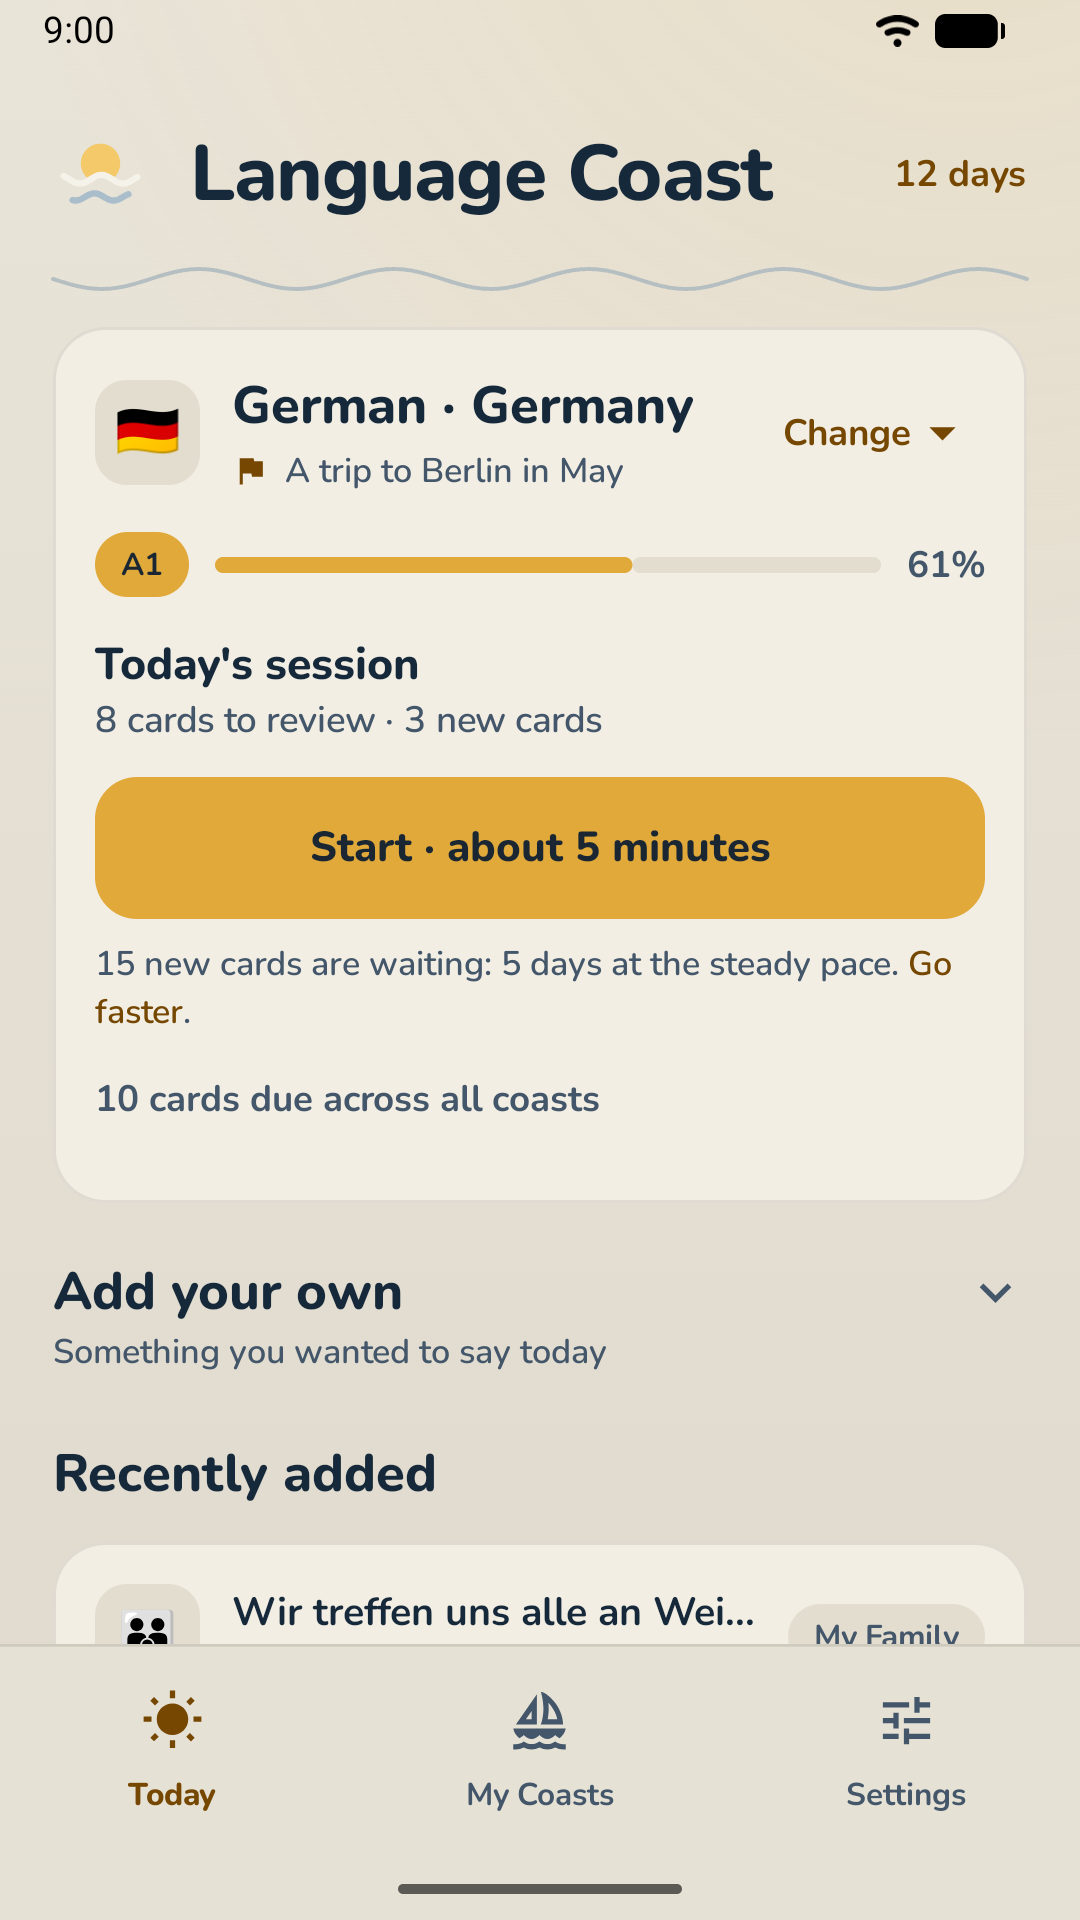 9:00
Language Coast
12 days
German · Germany
Change
A trip to Berlin in May
A1
61%
Today's session
8 cards to review · 3 new cards
Start · about 5 minutes
15 new cards are waiting: 5 days at the steady pace. Go
faster.
10 cards due across all coasts
Add your own
Something you wanted to say today
Recently added
Wir treffen uns alle an Wei...
My Family
Today
My Coasts
Settings